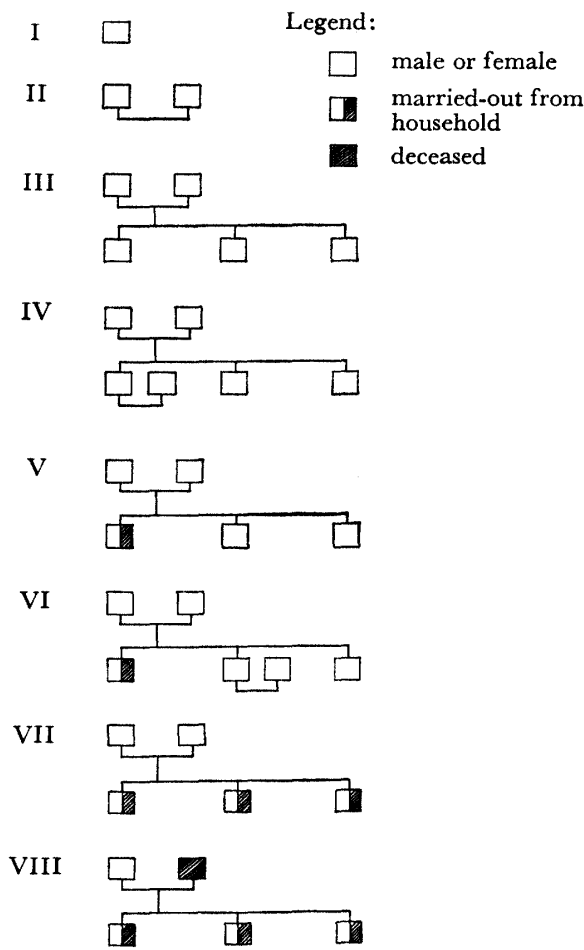 I
II
III
IV
V
VI
VII
VIII
Legend:
male or female
married-out from
household
deceased